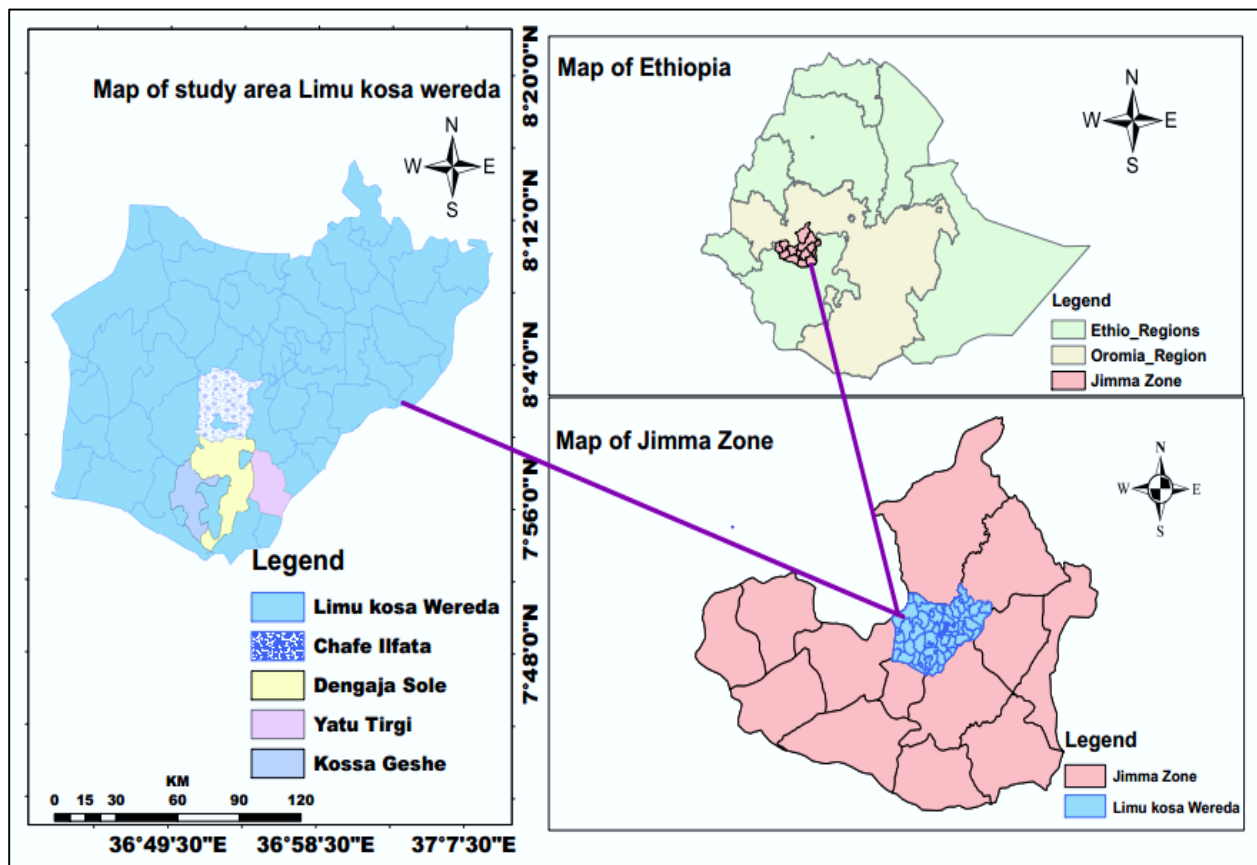 Map of study area Limu kosa wereda
N
W E
S
8°20'0"N
8°12'0"N
8°4'0"N
7°56'0"N
7°48'0"N
Legend
Limu kosa Wereda
Chafe Ilfata
Dengaja Sole
Yatu Tirgi
Kossa Geshe
KM
0 15 30 60 90 120
36°49'30"E 36°58'30"E 37°7'30"E
Map of Ethiopia
N
W E
S
Legend
Ethio_Regions
Oromia_Region
Jimma Zone
Map of Jimma Zone
N
W E
S
Legend
Jimma Zone
Limu kosa Wereda